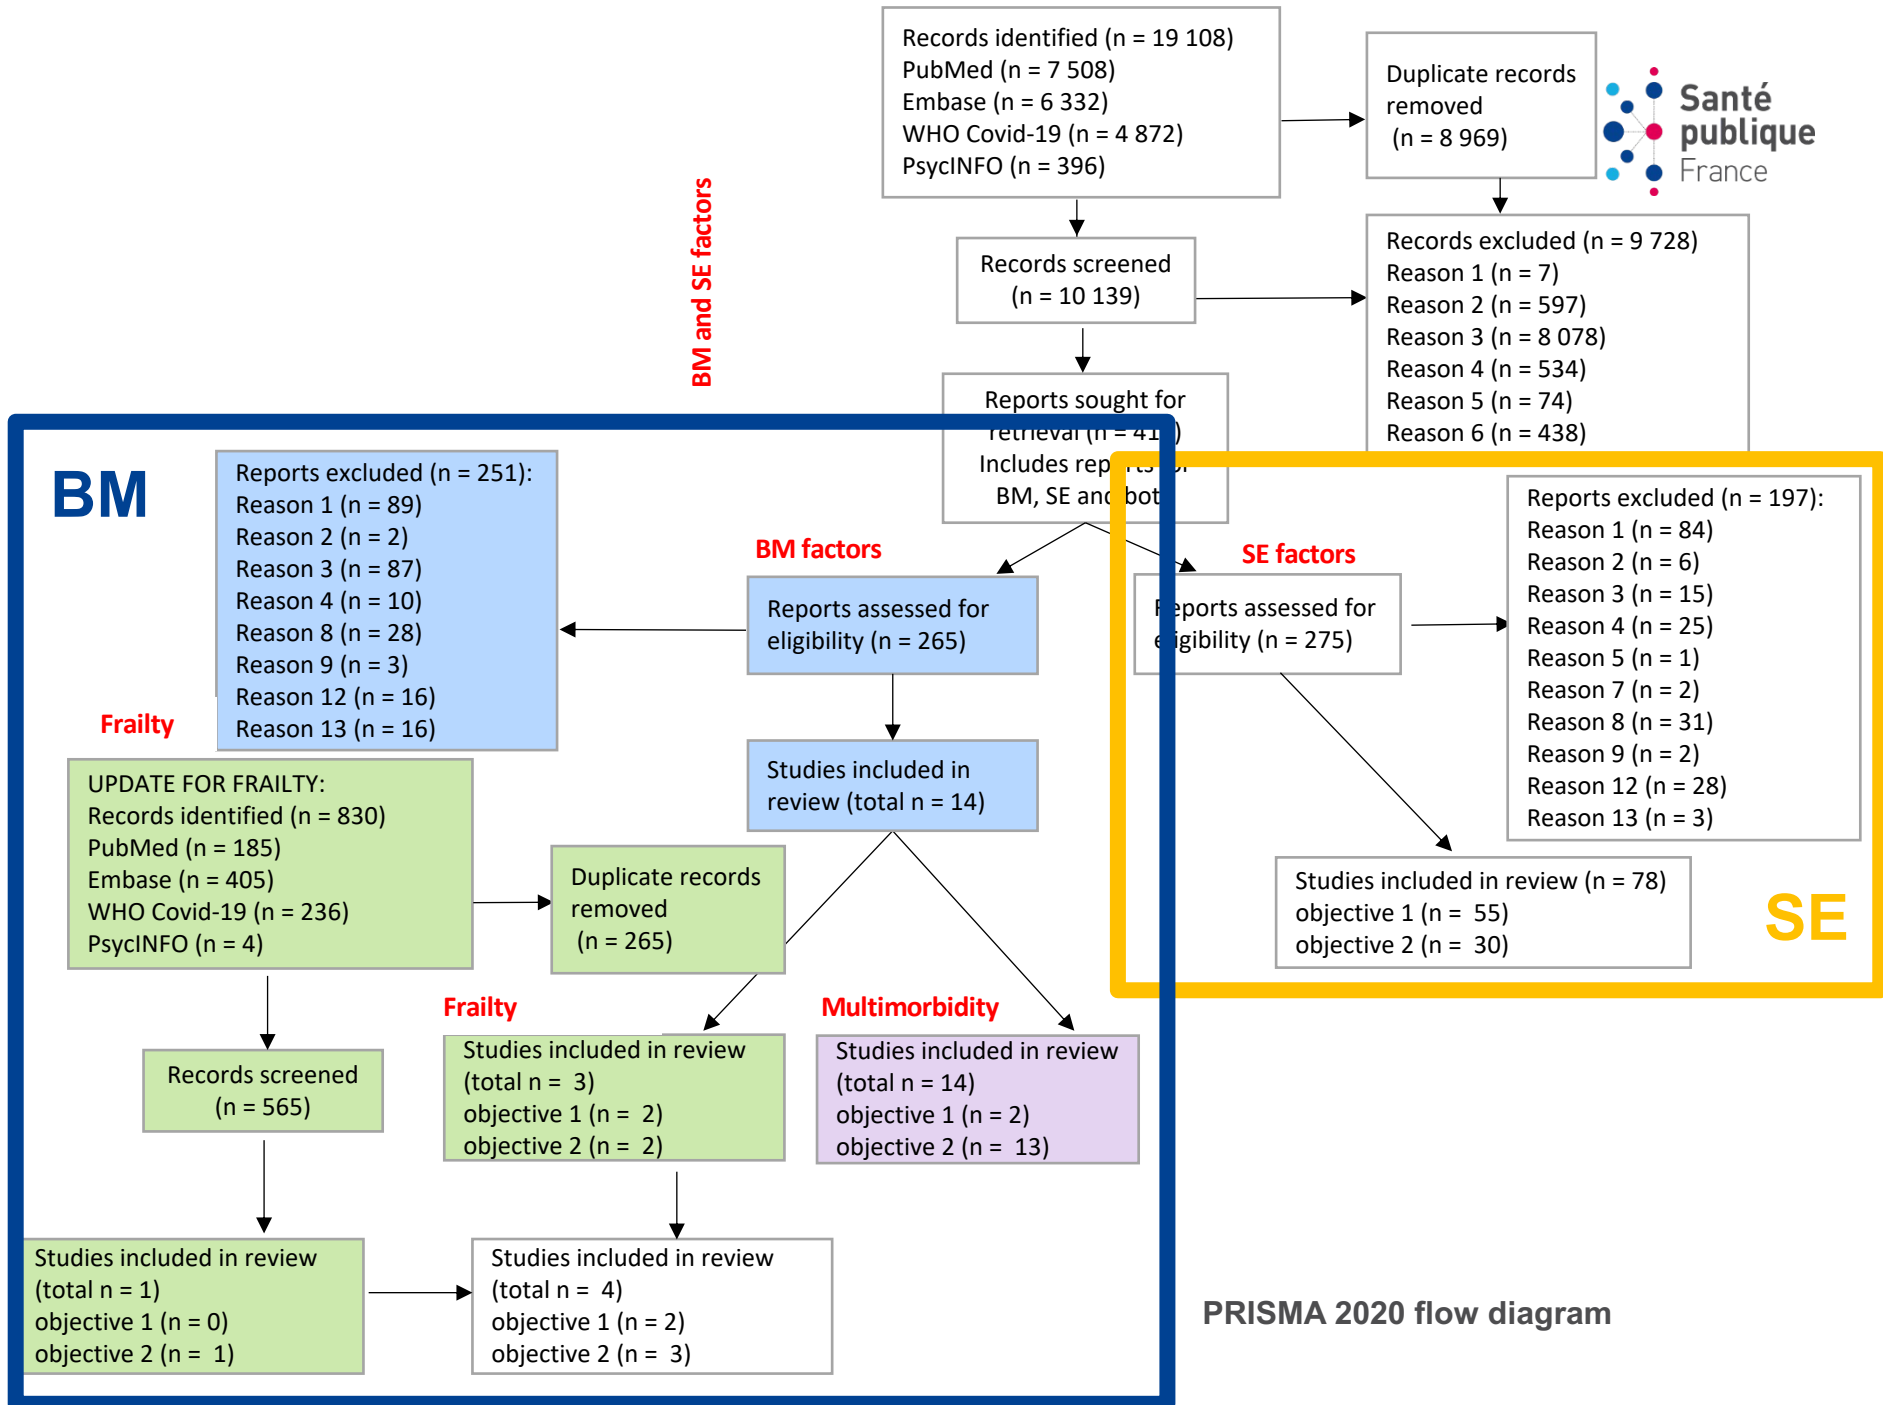 Records identified (n = 19 108)
PubMed (n = 7 508)
Embase (n = 6 332)
WHO Covid-19 (n = 4 872)
PsycINFO (n = 396)
Duplicate records
removed
(n = 8 969)
Santé
publique
France
BM and SE factors
Records screened
(n = 10 139)
Records excluded (n = 9 728)
Reason 1 (n = 7)
Reason 2 (n = 597)
Reason 3 (n = 8 078)
Reason 4 (n = 534)
Reason 5 (n = 74)
Reason 6 (n = 438)
Reports sought for
retrieval (n = 41 )
Includes reports
BM, SE and
BM
Reports excluded (n = 251):
Reason 1 (n = 89)
Reason 2 (n = 2)
Reason 3 (n = 87)
Reason 4 (n = 10)
Reason 8 (n = 28)
Reason 9 (n = 3)
Reason 12 (n = 16)
Reason 13 (n = 16)
BM factors
Reports assessed for
eligibility (n = 265)
SE factors
Reports assessed for
eligibility (n = 275)
Reports excluded (n = 197):
Reason 1 (n = 84)
Reason 2 (n = 6)
Reason 3 (n = 15)
Reason 4 (n = 25)
Reason 5 (n = 1)
Reason 7 (n = 2)
Reason 8 (n = 31)
Reason 9 (n = 2)
Reason 12 (n = 28)
Reason 13 (n = 3)
Studies included in review (n = 78)
objective 1 (n = 55)
objective 2 (n = 30)
SE
Studies included in
review (total n = 14)
Frailty
UPDATE FOR FRAILTY:
Records identified (n = 830)
PubMed (n = 185)
Embase (n = 405)
WHO Covid-19 (n = 236)
PsycINFO (n = 4)
Duplicate records
removed
(n = 265)
Records screened
(n = 565)
Frailty
Studies included in review
(total n = 3)
objective 1 (n = 2)
objective 2 (n = 2)
Multimorbidity
Studies included in review
(total n = 14)
objective 1 (n = 2)
objective 2 (n = 13)
Studies included in review
(total n = 1)
objective 1 (n = 0)
objective 2 (n = 1)
Studies included in review
(total n = 4)
objective 1 (n = 2)
objective 2 (n = 3)
PRISMA 2020 flow diagram